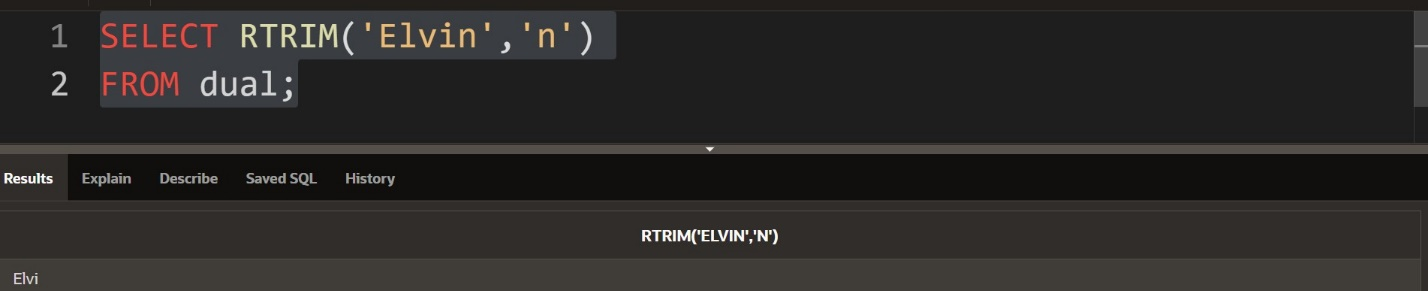 1 SELECT RTRIM('Elvin','n')
2 FROM dual;
Results Explain Describe Saved SQL History
RTRIM('ELVIN','N')
Elvi